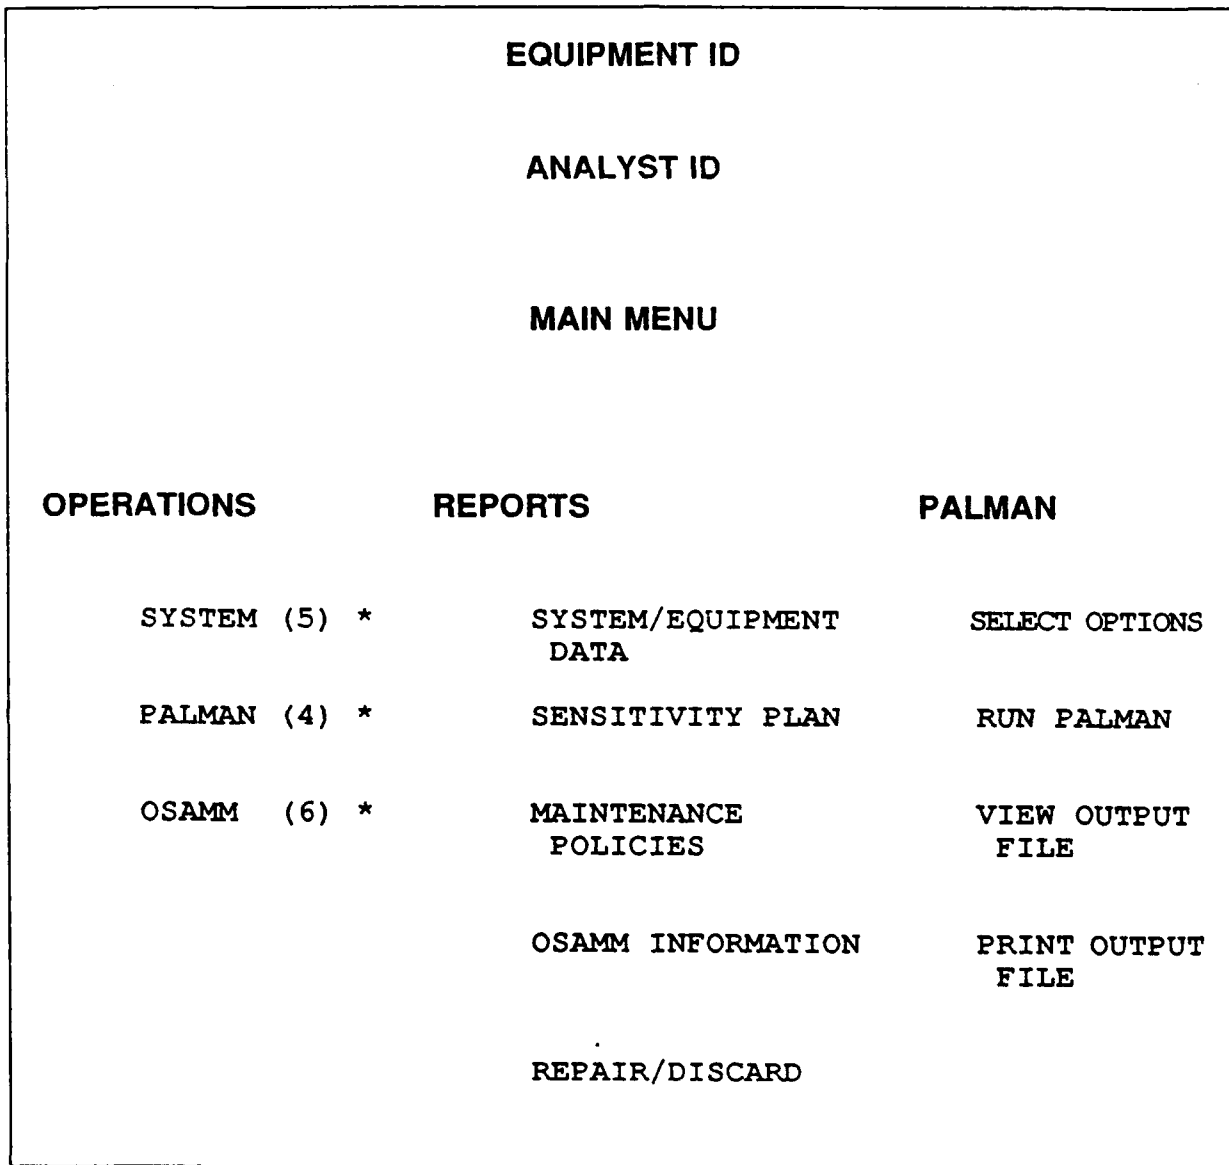 EQUIPMENT ID
ANALYST ID
MAIN MENU
OPERATIONS REPORTS PALMAN
SYSTEM (5) * SYSTEM/EQUIPMENT SELECT OPTIONS
DATA
PALMAN (4) * SENSITIVITY PLAN RUN PALMAN
OSAMM (6) * MAINTENANCE VIEW OUTPUT
POLICIES FILE
OSAMM INFORMATION PRINT OUTPUT
FILE
REPAIR/DISCARD